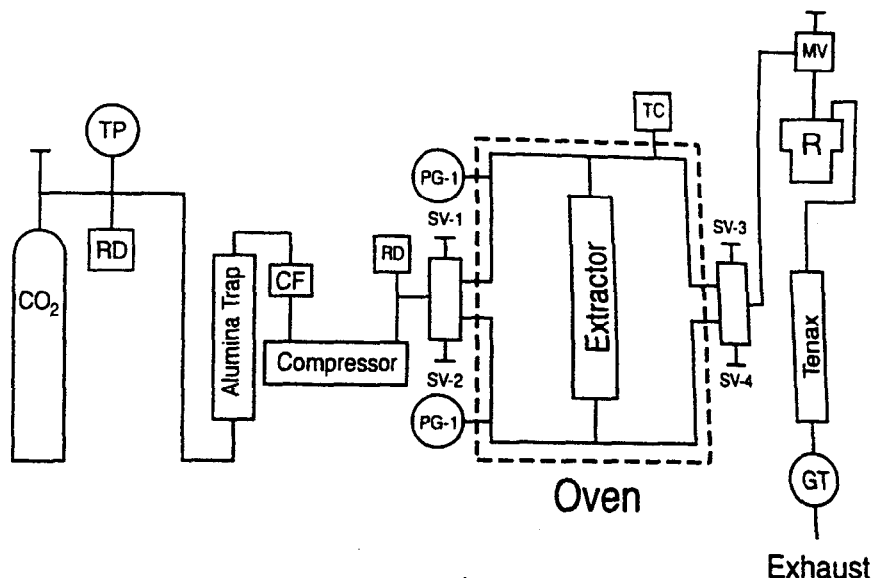 TP
RD
CO2
Alumina Trap
CF
Compressor
RD
PG-1
SV-1
SV-2
PG-1
TC
Extractor
Oven
SV-3
SV-4
MV
R
Tenax
GT
Exhaust